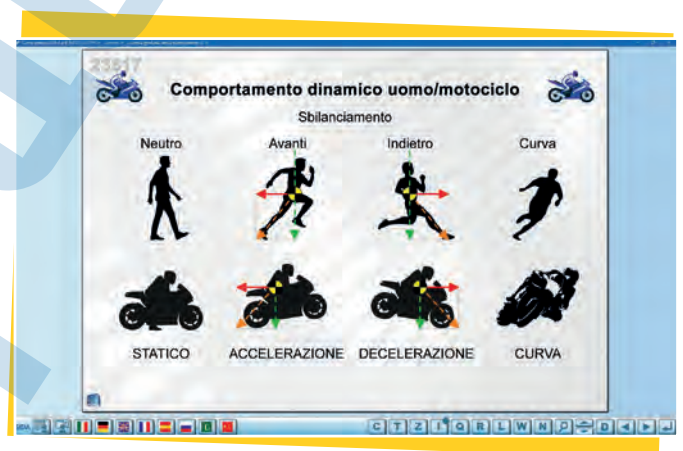 23617
Comportamento dinamico uomo/motociclo
Sbilanciamento
Neutro Avanti Indietro Curva
STATICO ACCELERAZIONE DECELERAZIONE CURVA
C T Z I Q R L W N D